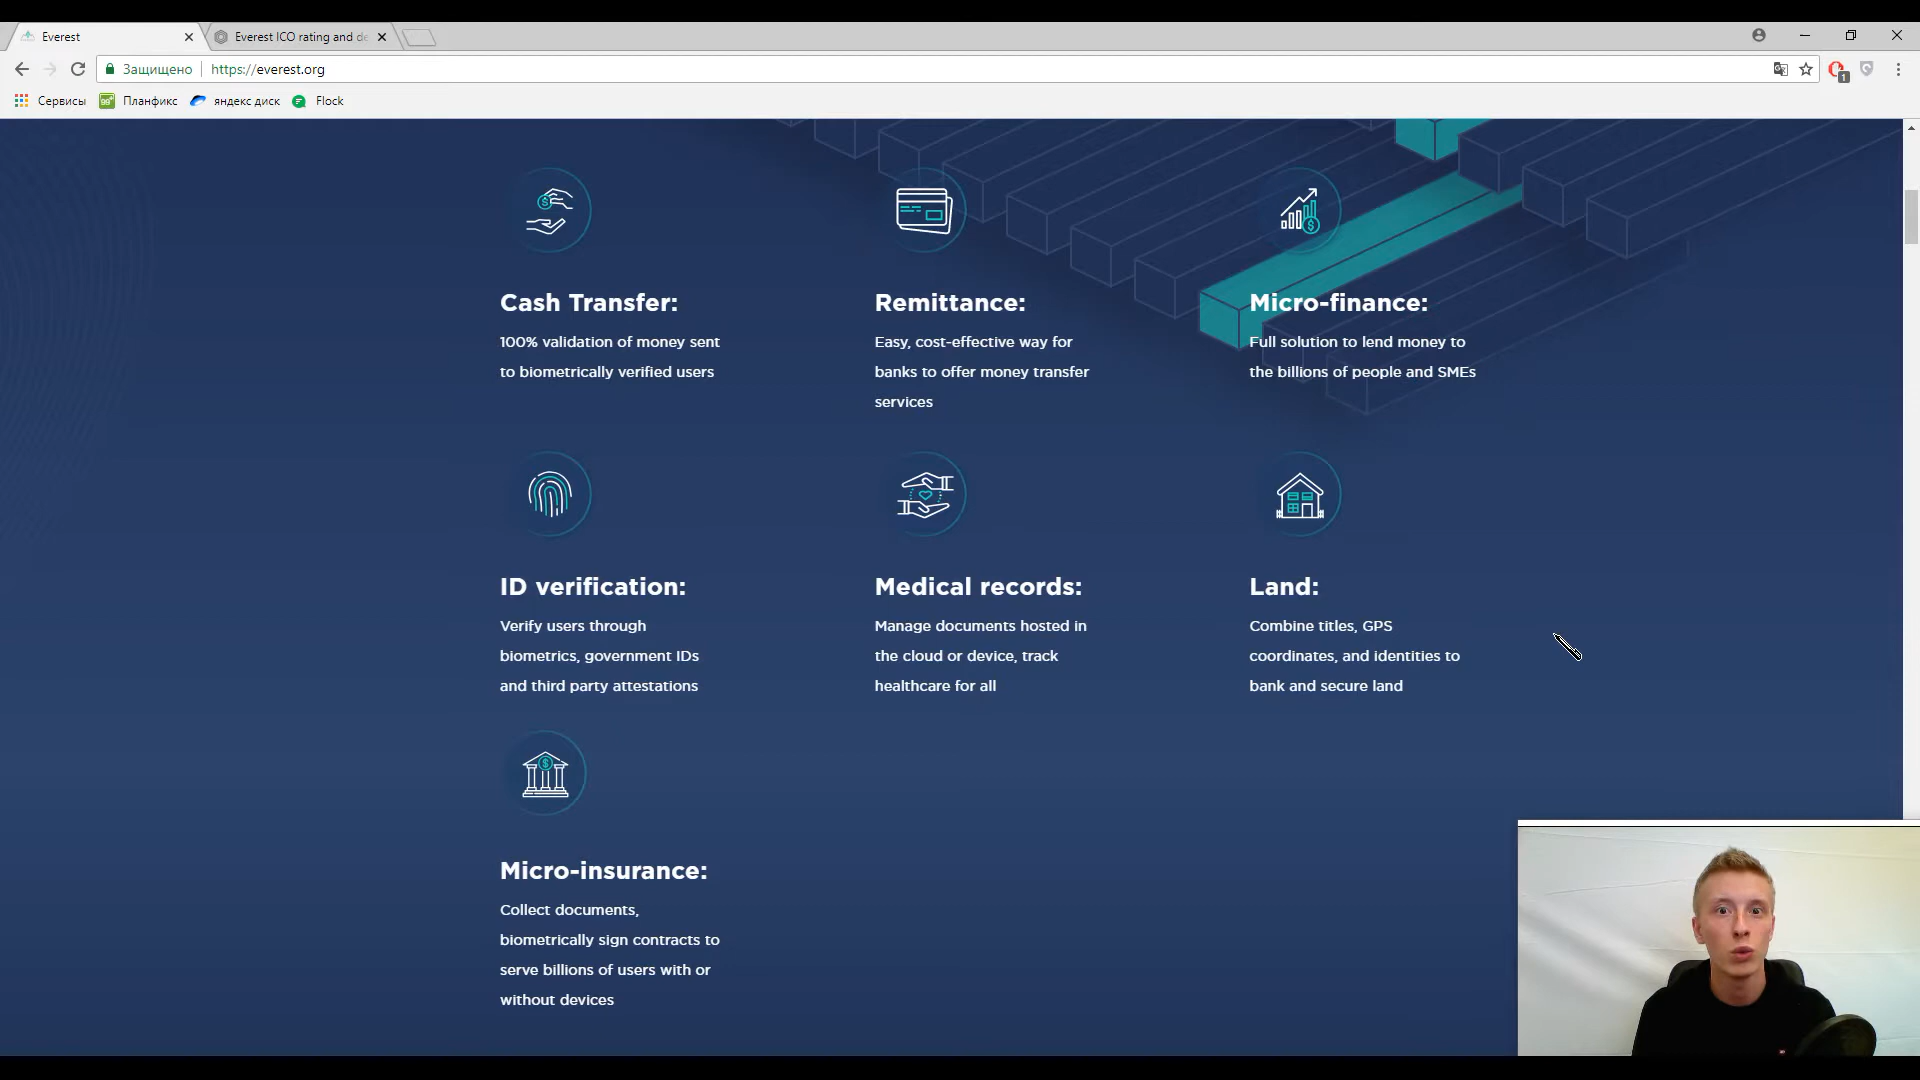 Everest
Everest ICO rating and de
Защищено
https://everest.org
1
Сервисы
Планфикс
яндекс диск
Flock
Cash Transfer:
100% validation of money sent
to biometrically verified users
Remittance:
Easy, cost-effective way for
banks to offer money transfer
services
Micro-finance:
Full solution to lend money to
the billions of people and SMEs
ID verification:
Verify users through
biometrics, government IDs
and third party attestations
Medical records:
Manage documents hosted in
the cloud or device, track
healthcare for all
Land:
Combine titles, GPS
coordinates, and identities to
bank and secure land
Micro-insurance:
Collect documents,
biometrically sign contracts to
serve billions of users with or
without devices